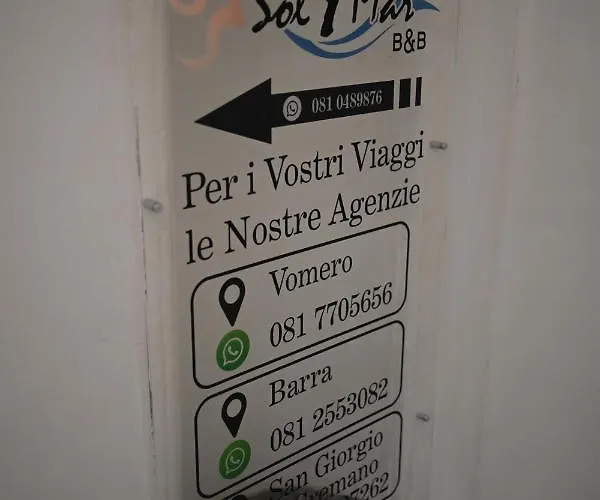 Sol y Mar
B&B
081 0489876
Per i Vostri Viaggi
le Nostre Agenzie
Vomero
081 7705656
Barra
081 2553082
San Giorgio
Cremano